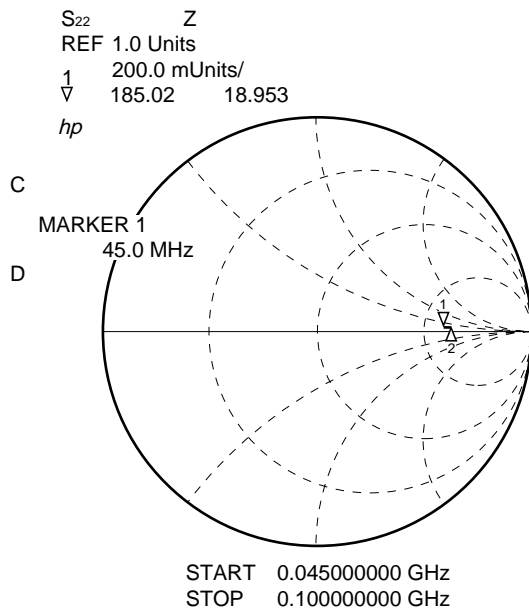 S22 Z
REF 1.0 Units
200.0 mUnits/
1
185.02 18.953
hp
C
MARKER 1
45.0 MHz
D
1
2
START 0.045000000 GHz
STOP 0.100000000 GHz